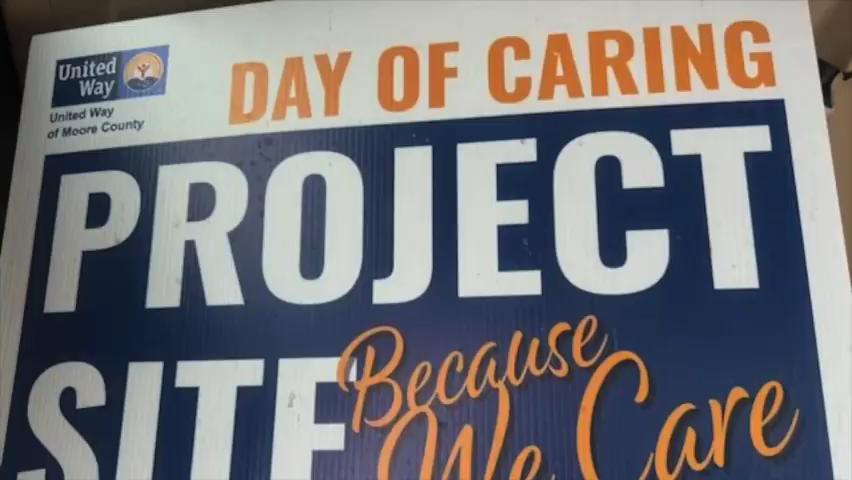 United
Way
United Way
of Moore County
DAY OF CARING
PROJECT
SITE
Because
We Care